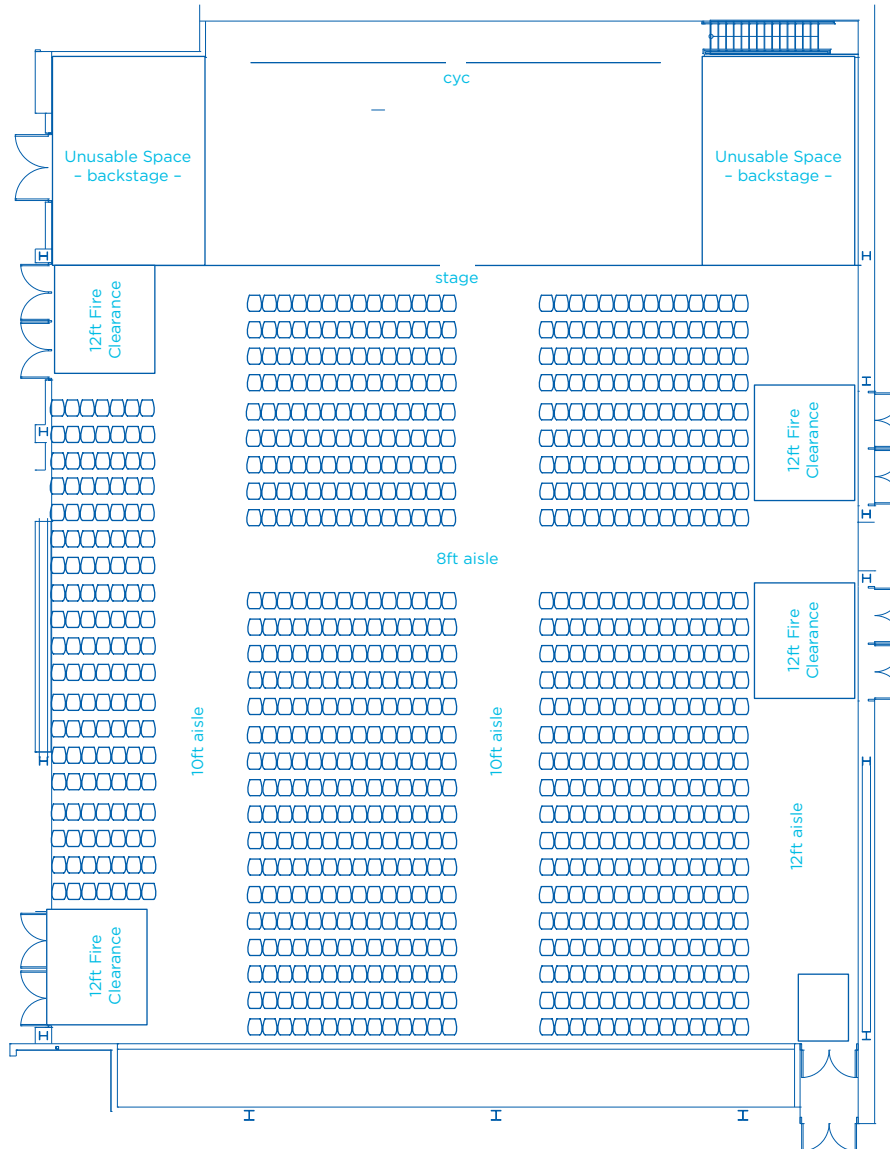 cyc
Unusable Space
– backstage –
Unusable Space
– backstage –
stage
12ft Fire
Clearance
12ft Fire
Clearance
8ft aisle
12ft Fire
Clearance
10ft aisle
10ft aisle
12ft aisle
12ft Fire
Clearance